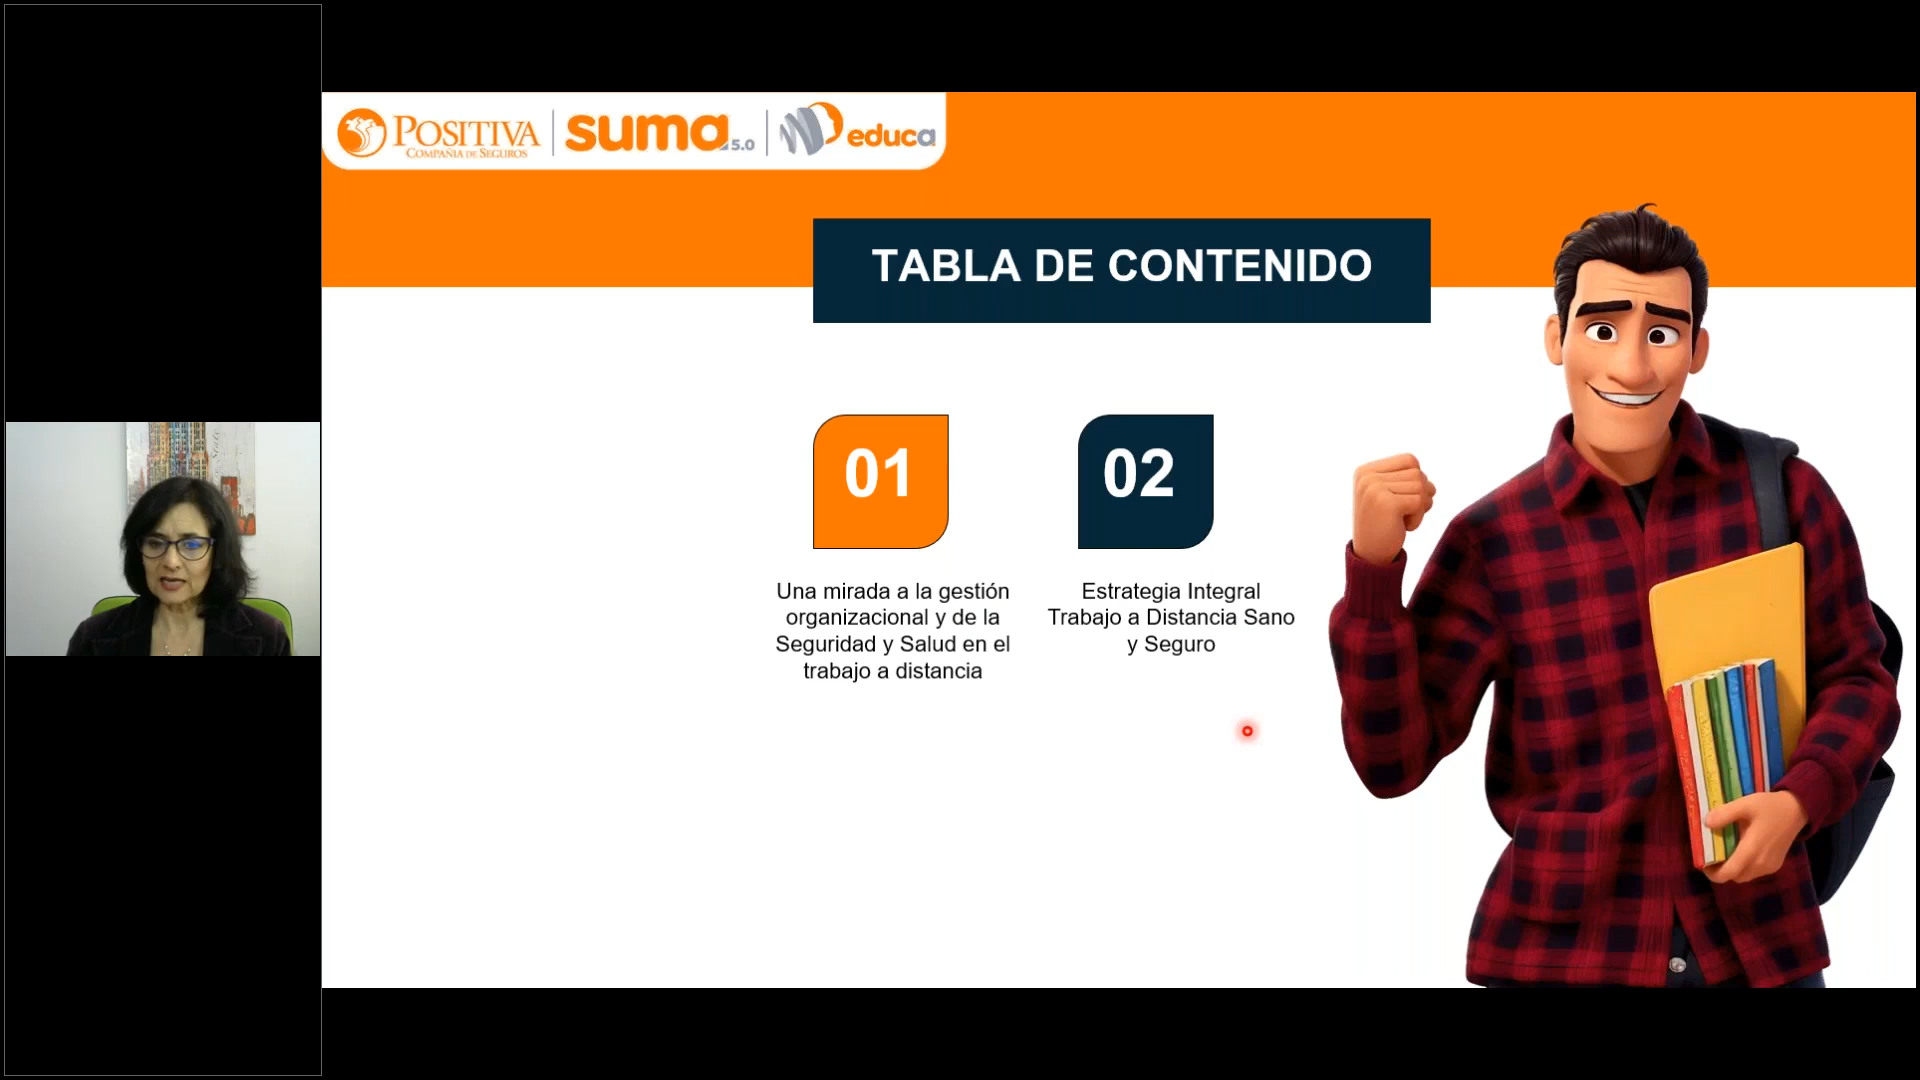 POSITIVA
COMPAÑIA DE SEGUROS
suma 5.0
educa
TABLA DE CONTENIDO
01
02
Una mirada a la gestión
organizacional y de la
Seguridad y Salud en el
trabajo a distancia
Estrategia Integral
Trabajo a Distancia Sano
y Seguro